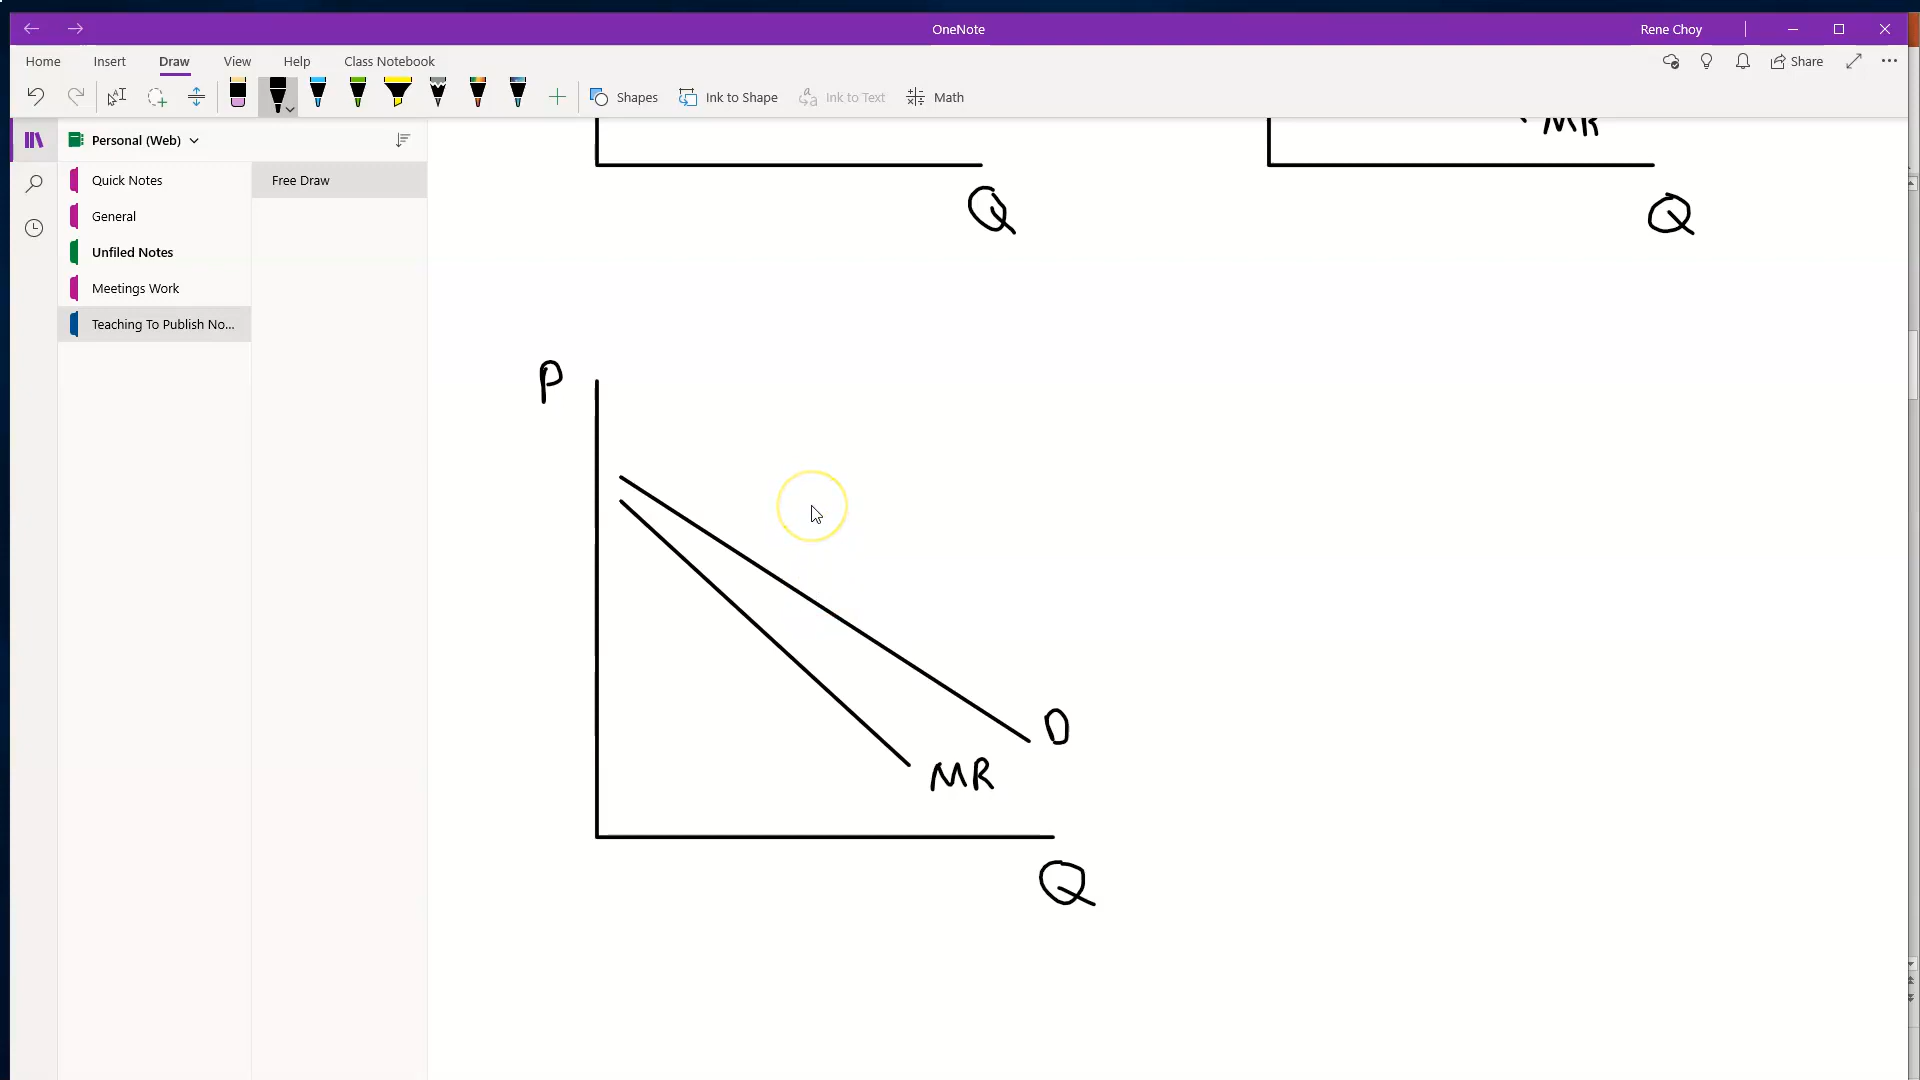 OneNote
Rene Choy
Home Insert Draw View Help Class Notebook
Share
Shapes Ink to Shape Ink to Text Math
Personal (Web)
Quick Notes
General
Unfiled Notes
Meetings Work
Teaching To Publish No...
Free Draw
MR
Q
Q
P
D
MR
Q